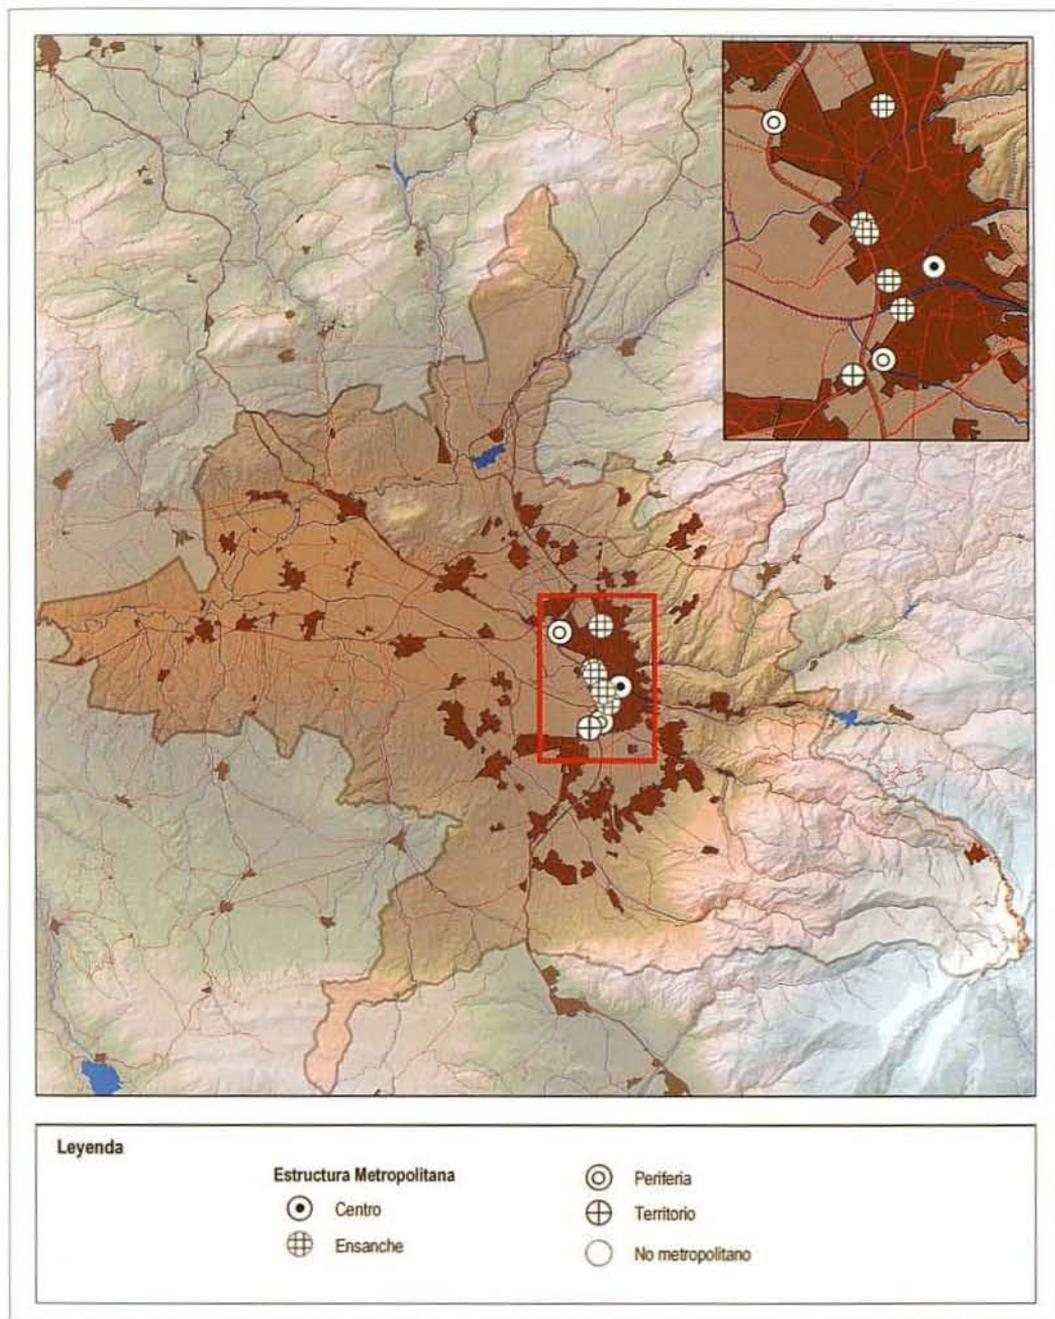 Leyenda
Estructura Metropolitana
Centro
Ensanche
Periferia
Territorio
No metropolitano